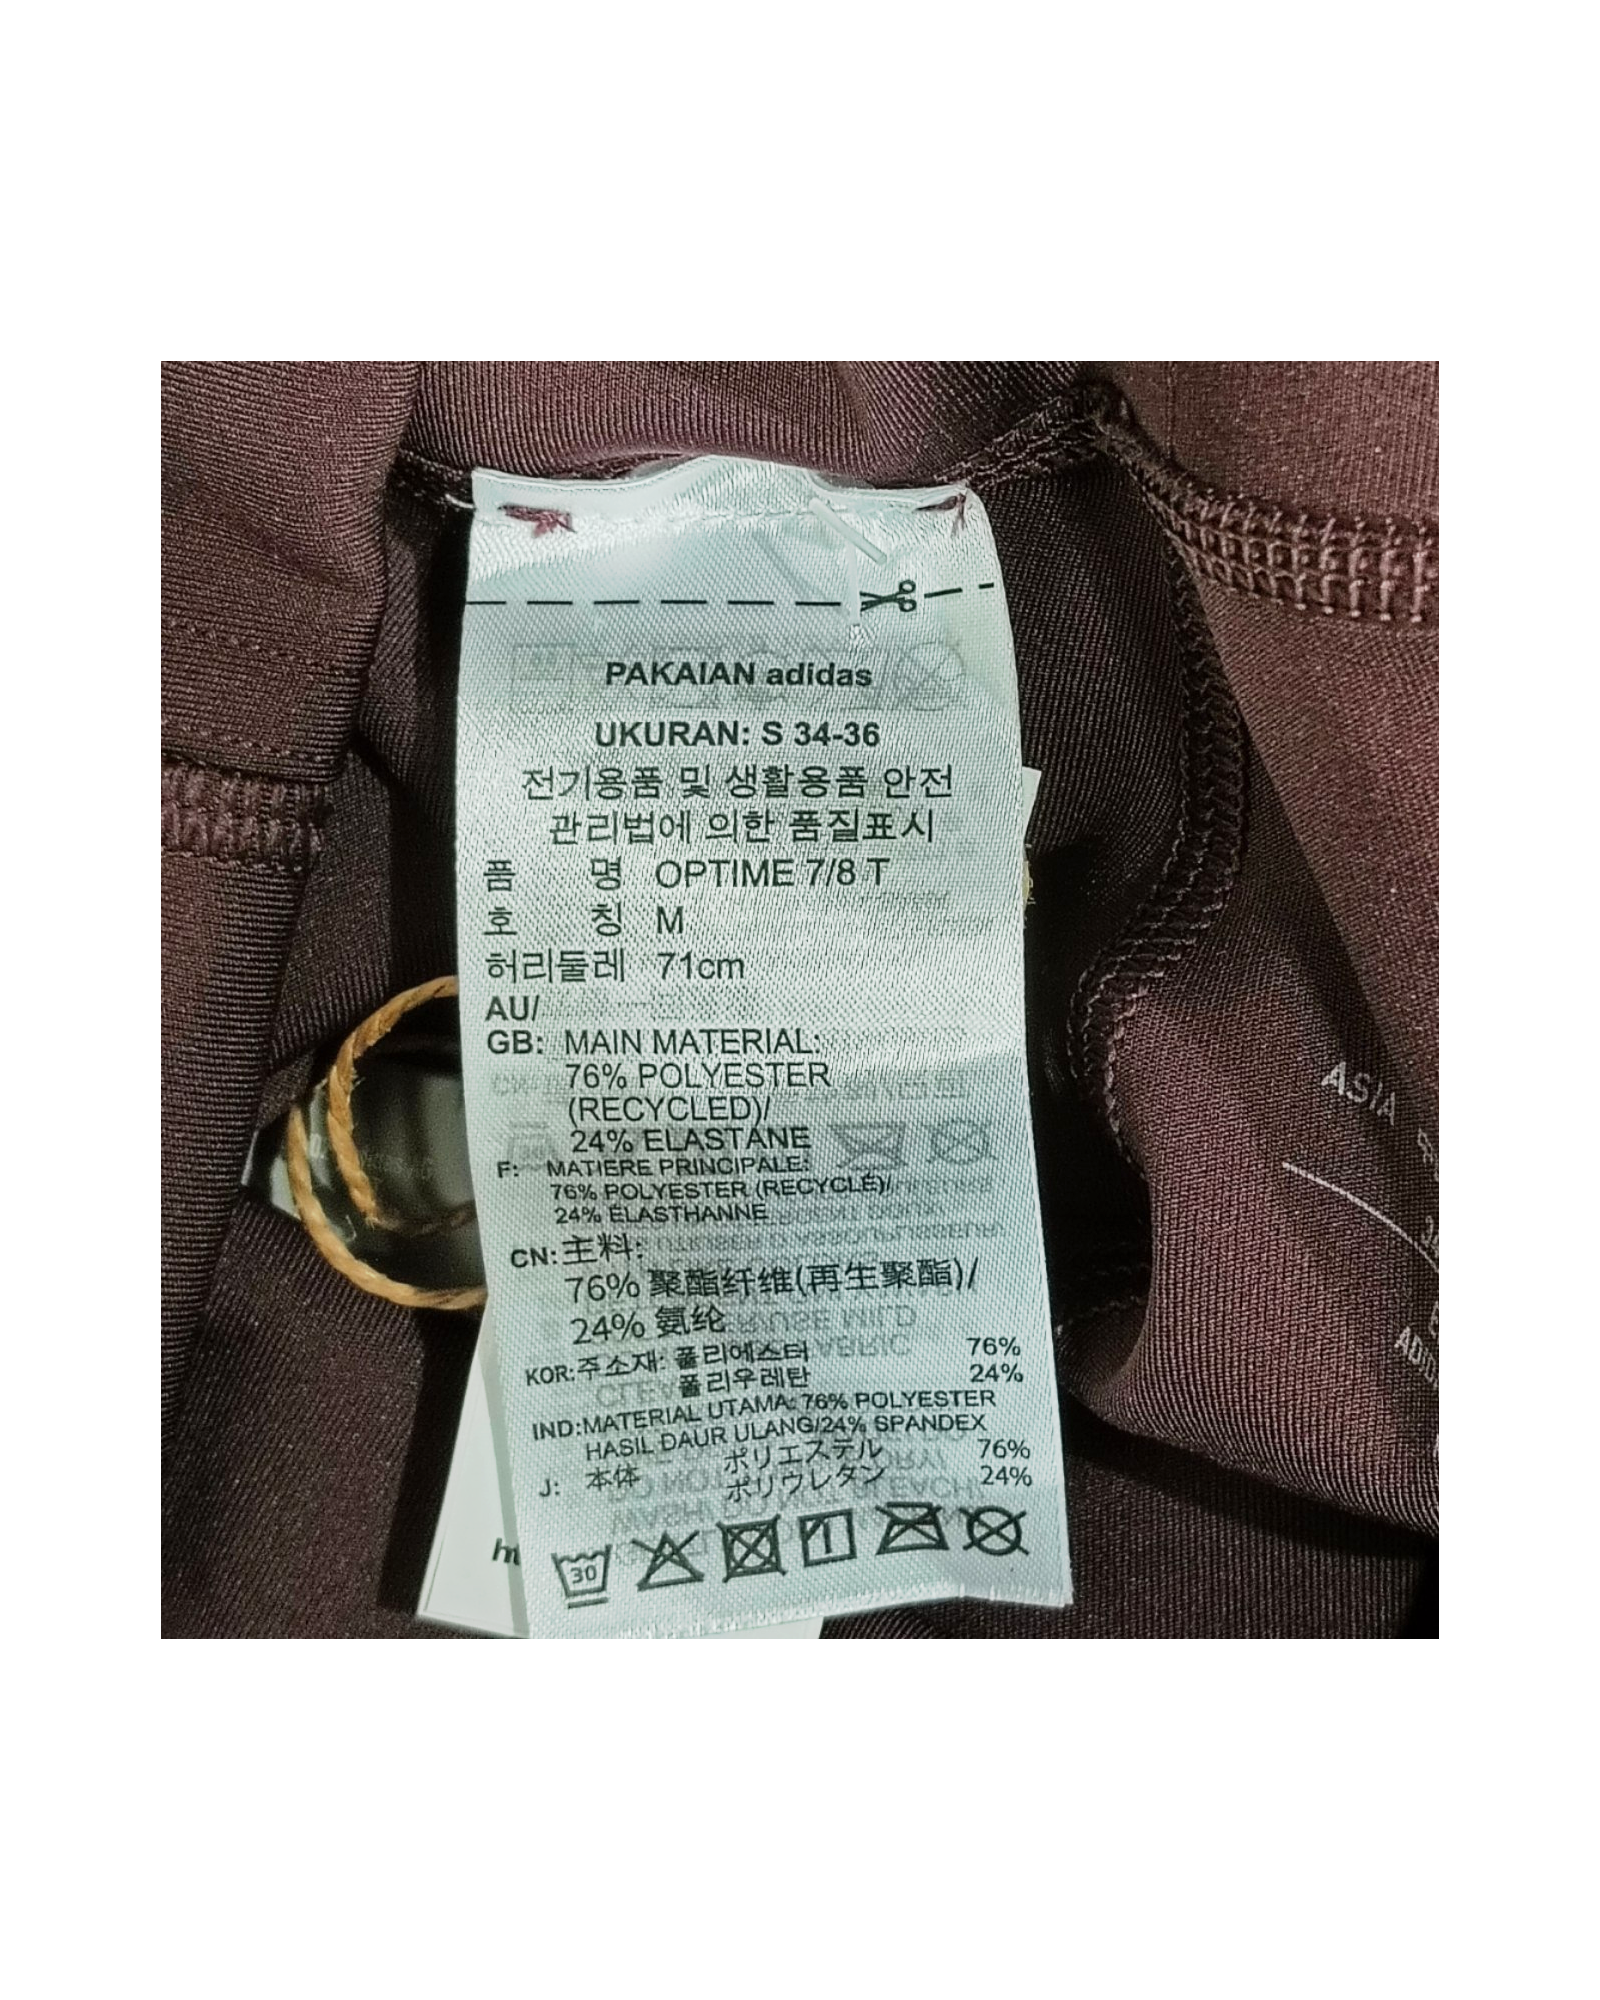 PAKAIAN adidas
UKURAN: S 34-36
전기용품 및 생활용품 안전
관리법에 의한 품질표시
품 명 OPTIME 7/8 T
호 칭 M
허리둘레 71cm
AU/
GB: MAIN MATERIAL:
76% POLYESTER
(RECYCLED)/
24% ELASTANE
F: MATIERE PRINCIPALE:
76% POLYESTER (RECYCLÉ)/
24% ÉLASTHANNE
CN: 主料:
76% 聚酯纤维(再生聚酯)/
24% 氨纶
KOR: 주소재: 폴리에스터 76%
폴리우레탄 24%
IND: MATERIAL UTAMA: 76% POLYESTER
HASIL DAUR ULANG/24% SPANDEX
J: 本体 ポリエステル 76%
ポリウレタン 24%
30
ASIA